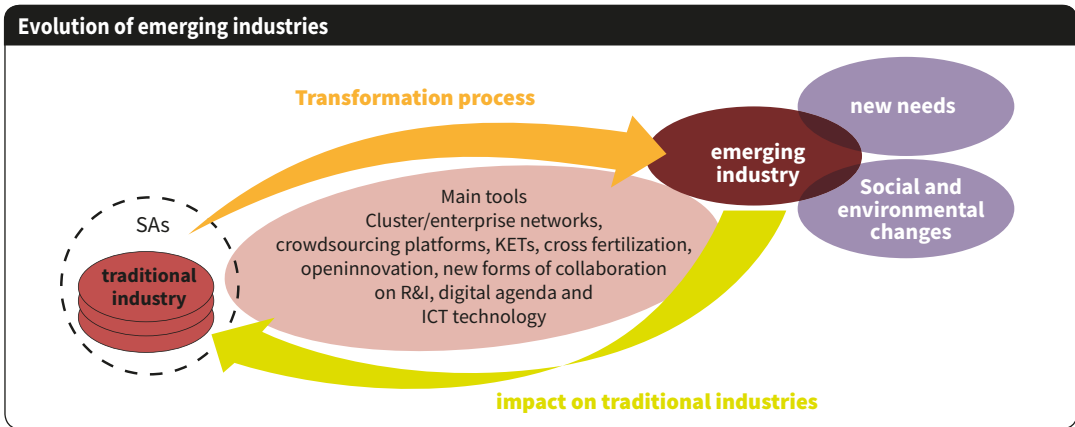 Evolution of emerging industries
Transformation process
new needs
emerging
industry
Social and
environmental
changes
Main tools
Cluster/enterprise networks,
crowdsourcing platforms, KETs, cross fertilization,
openinnovation, new forms of collaboration
on R&I, digital agenda and
ICT technology
SAs
traditional
industry
impact on traditional industries